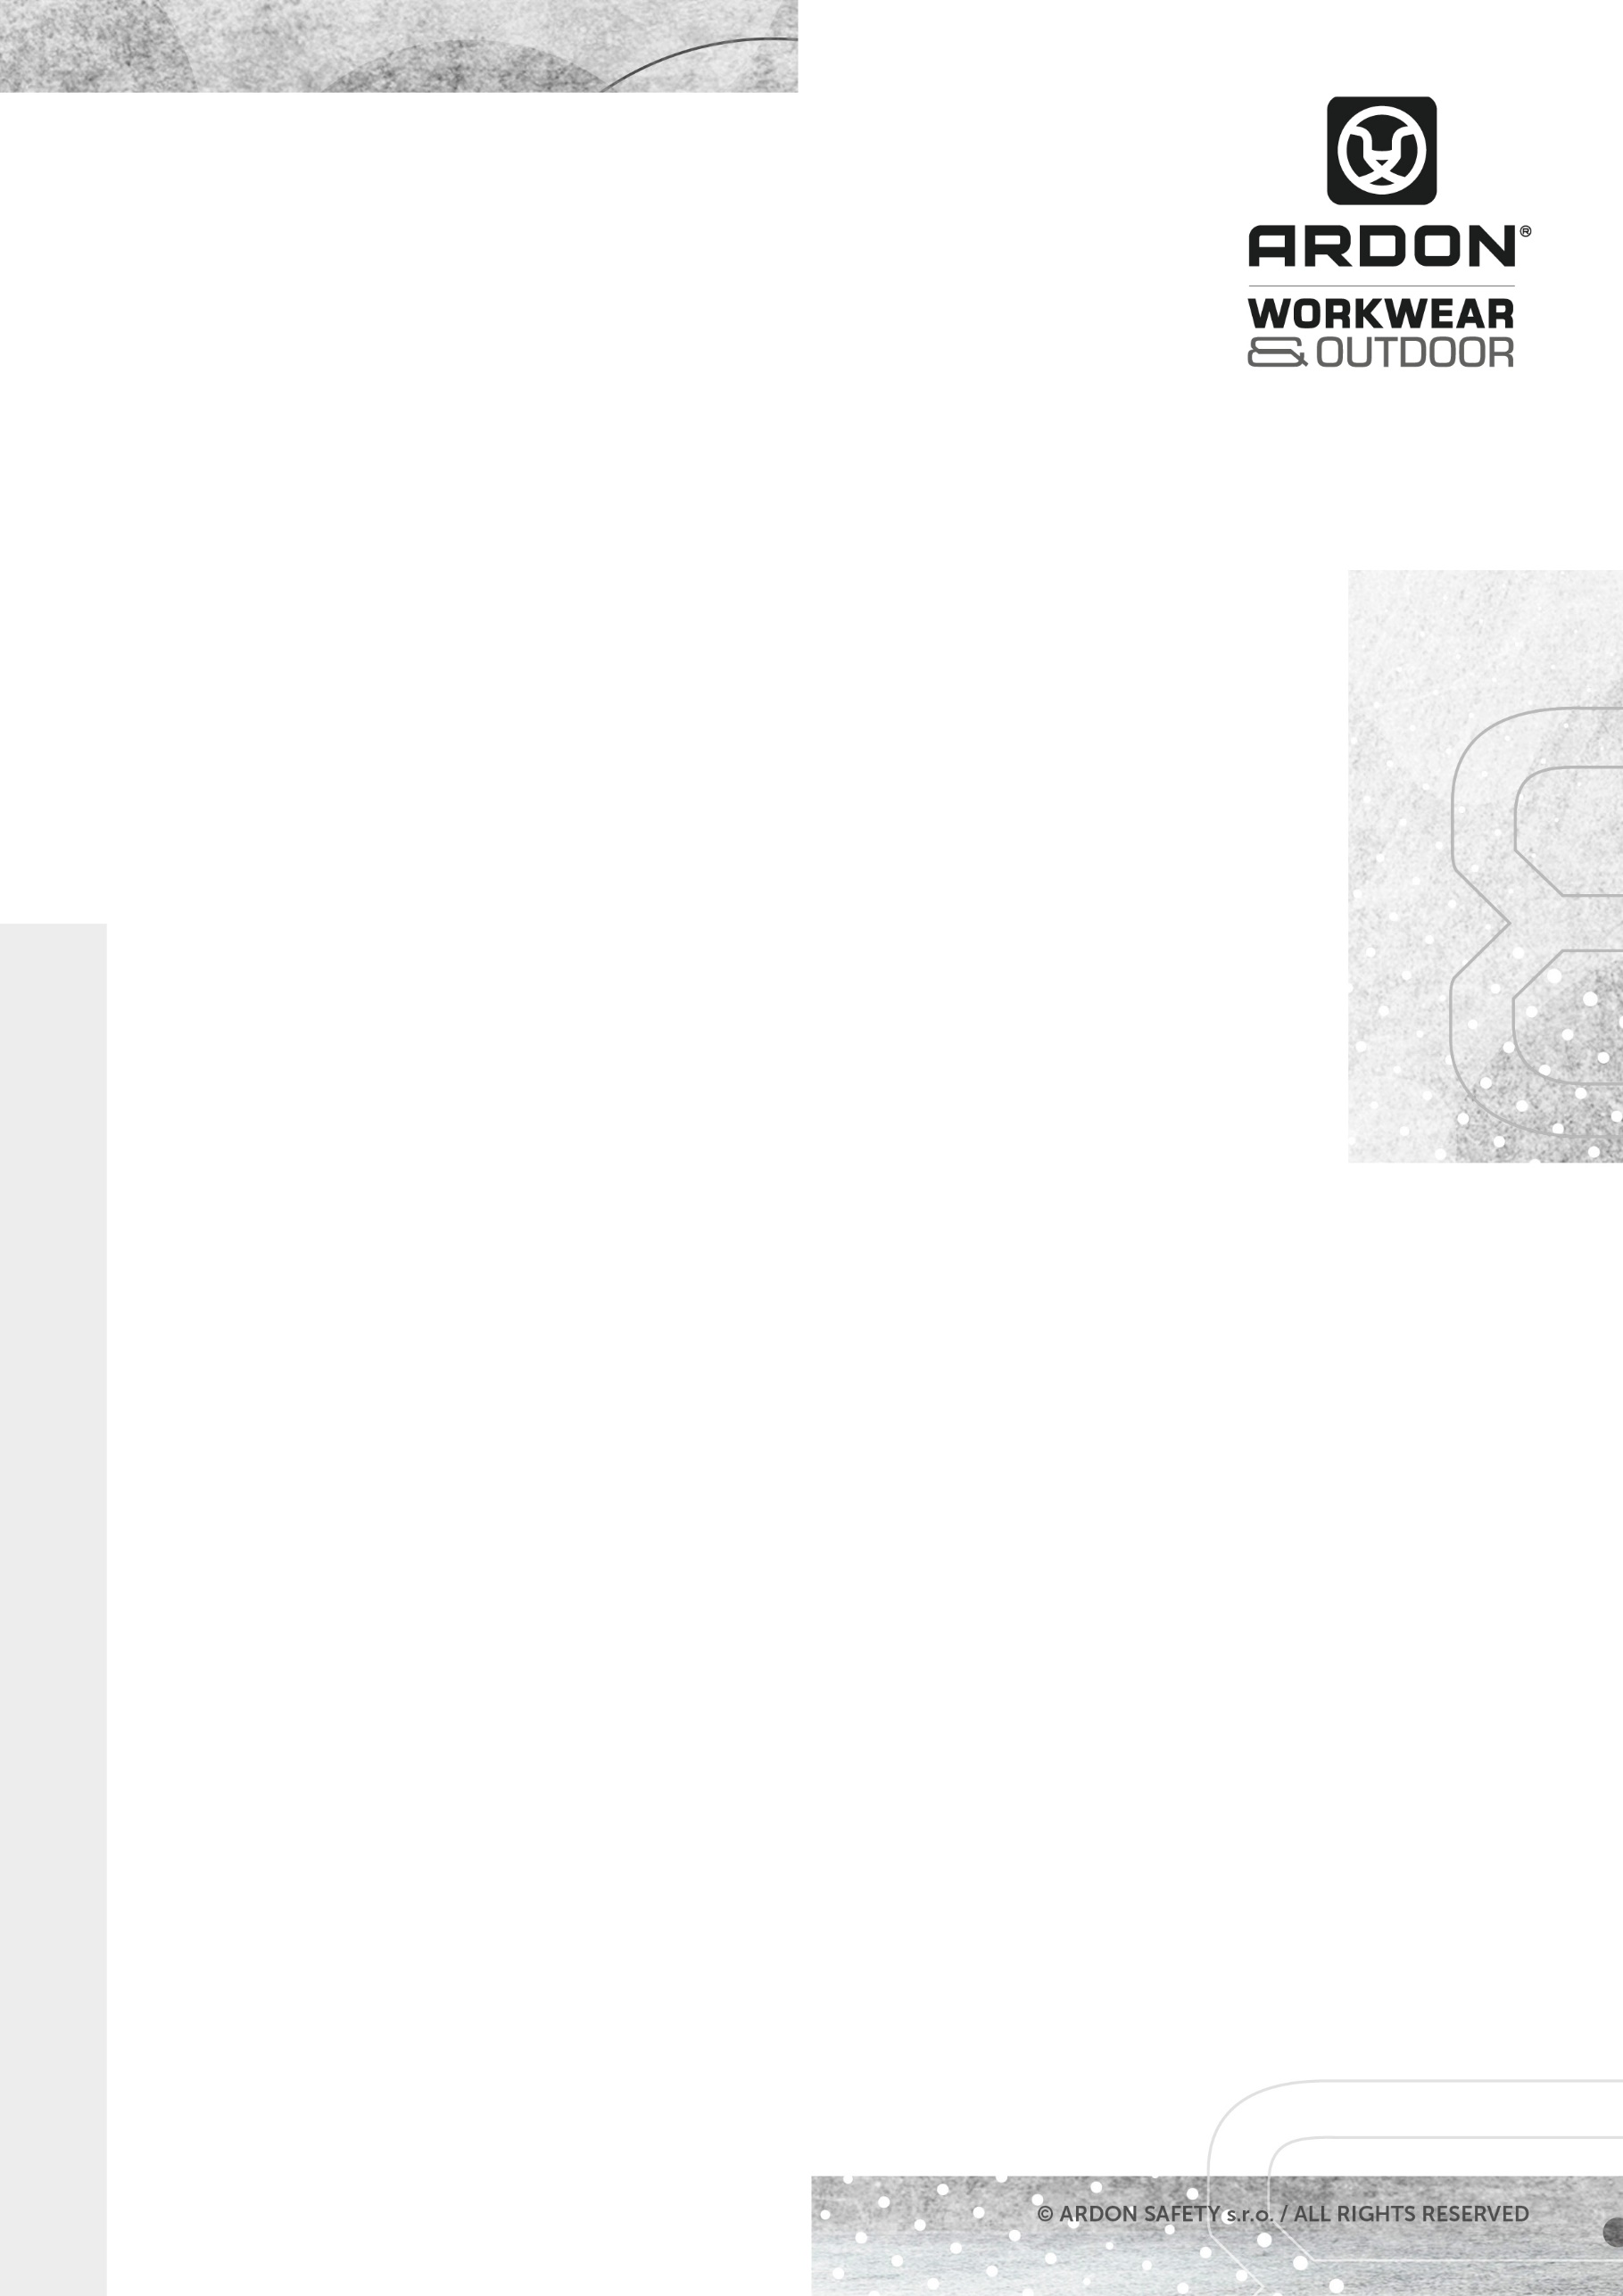 ARDON®
WORKWEAR
& OUTDOOR
© ARDON SAFETY s.r.o. / ALL RIGHTS RESERVED